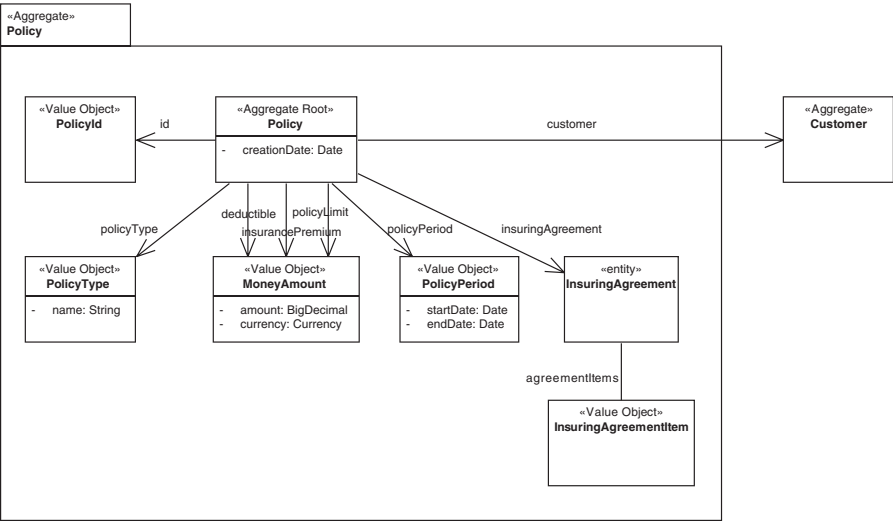 «Aggregate»
Policy
«Value Object»
PolicyId
id
«Aggregate Root»
Policy
- creationDate: Date
customer
«Aggregate»
Customer
policyType
deductible
insurancePremium
policyLimit
policyPeriod
insuringAgreement
«Value Object»
PolicyType
- name: String
«Value Object»
MoneyAmount
- amount: BigDecimal
- currency: Currency
«Value Object»
PolicyPeriod
- startDate: Date
- endDate: Date
«entity»
InsuringAgreement
agreementItems
«Value Object»
InsuringAgreementItem